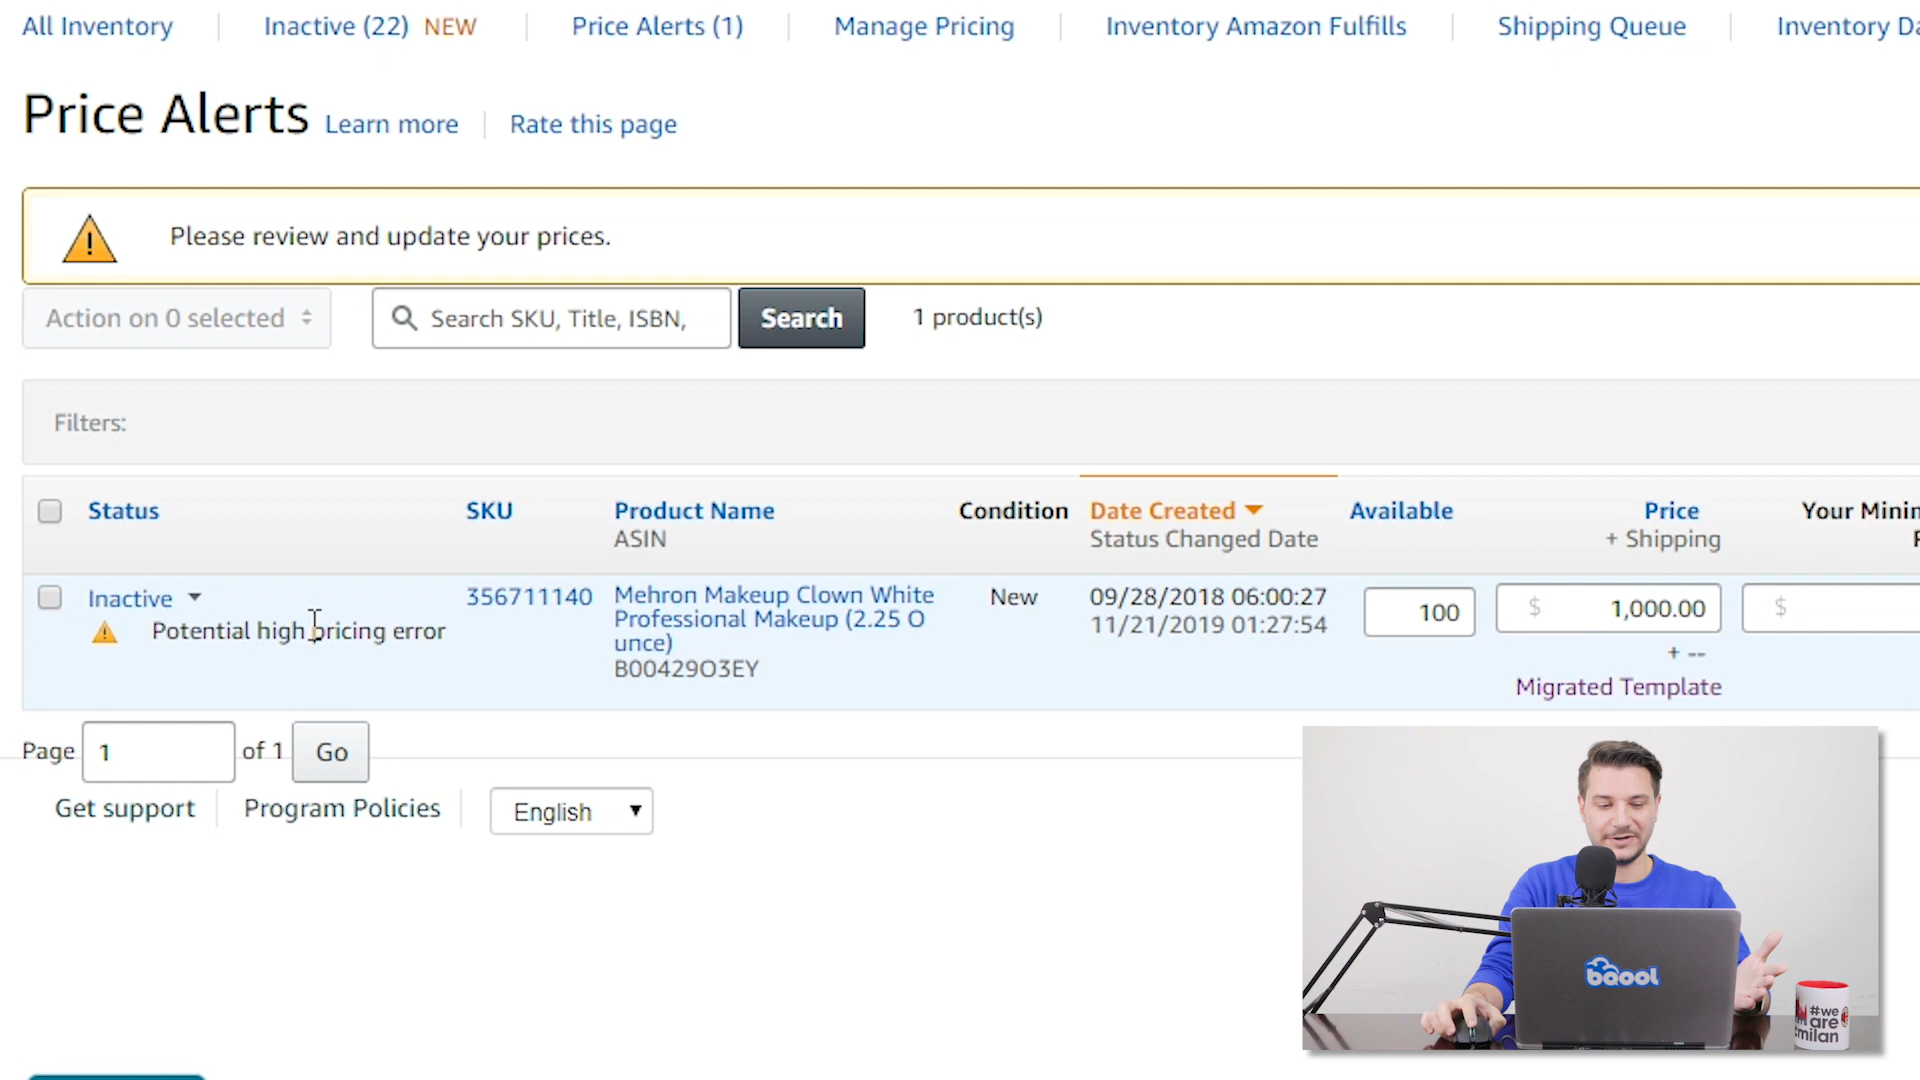 All Inventory
Inactive (22) NEW
Price Alerts (1)
Manage Pricing
Inventory Amazon Fulfills
Shipping Queue
Inventory Da
Price Alerts
Learn more
Rate this page
Please review and update your prices.
Action on 0 selected
Search SKU, Title, ISBN,
Search
1 product(s)
Filters:
Status
SKU
Product Name
ASIN
Condition
Date Created
Status Changed Date
Available
Price
+ Shipping
Your Minin
Inactive
Potential high pricing error
356711140
Mehron Makeup Clown White
Professional Makeup (2.25 O
unce)
B00429O3EY
New
09/28/2018 06:00:27
11/21/2019 01:27:54
100
$ 1,000.00
+ --
Migrated Template
$
Page 1 of 1 Go
Get support
Program Policies
English
bqool
#we
are
milan